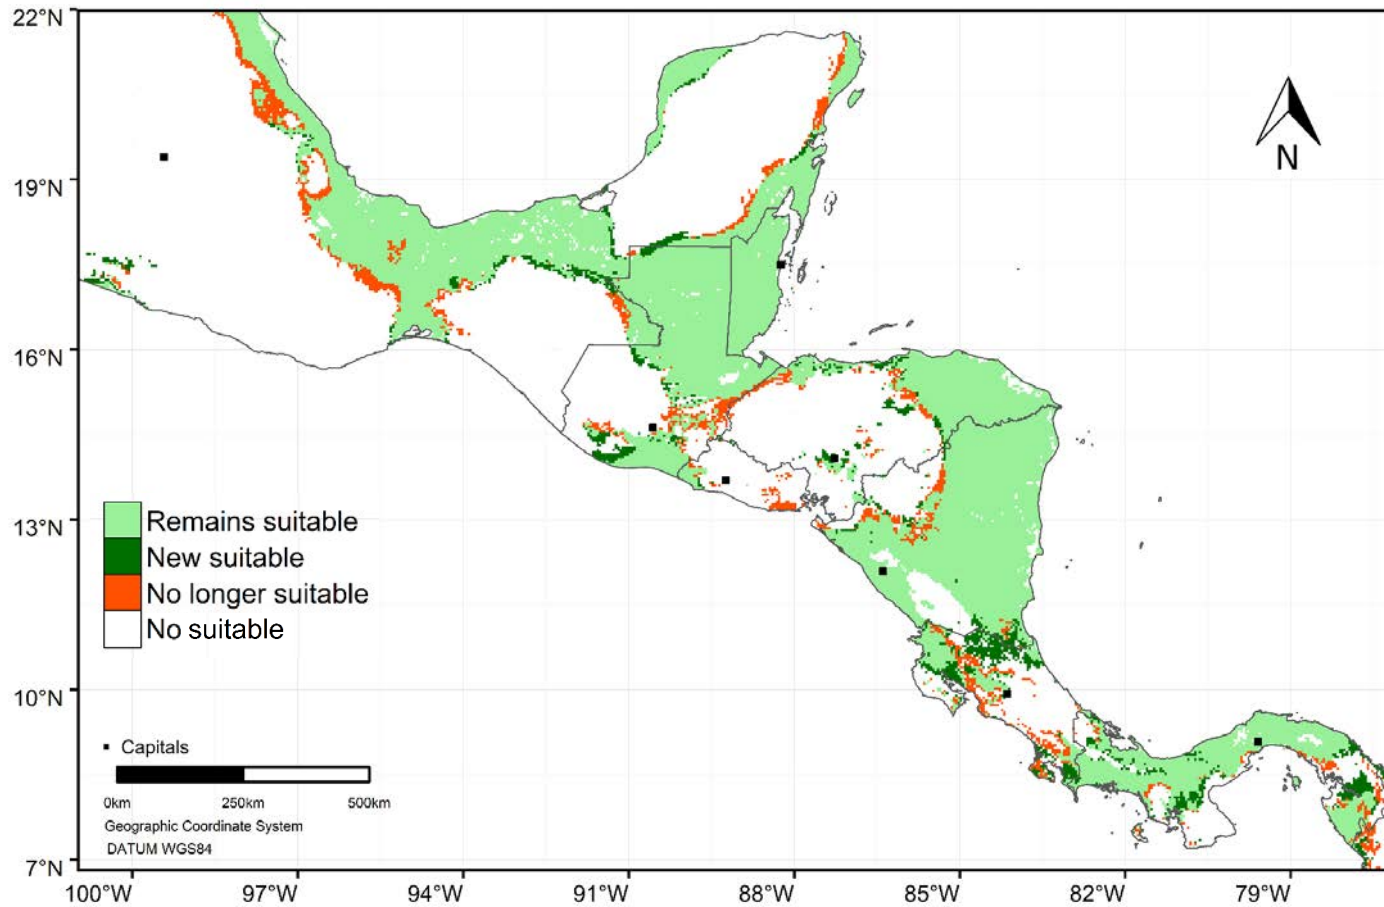 22°N
19°N
16°N
13°N
10°N
7°N
N
Remains suitable
New suitable
No longer suitable
No suitable
Capitals
0km 250km 500km
Geographic Coordinate System
DATUM WGS84
100°W 97°W 94°W 91°W 88°W 85°W 82°W 79°W